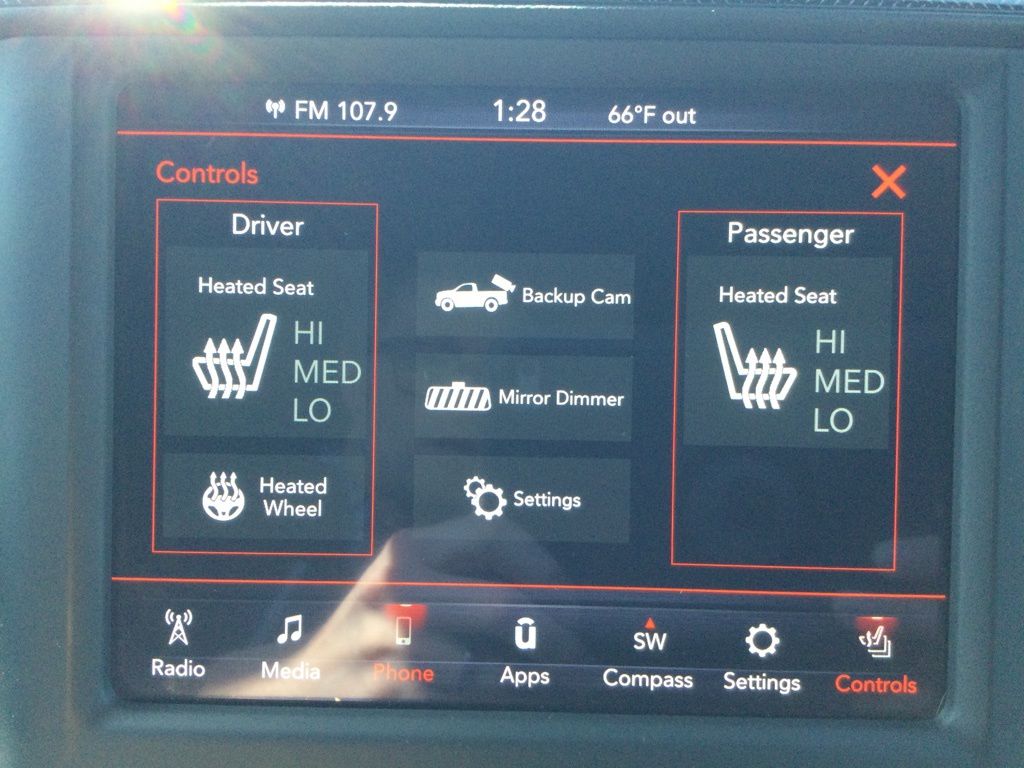 FM 107.9
1:28
66°F out
Controls
Driver
Heated Seat
HI
MED
LO
Heated
Wheel
Backup Cam
Mirror Dimmer
Settings
Passenger
Heated Seat
HI
MED
LO
Radio
Media
Phone
u
Apps
SW
Compass
Settings
Controls